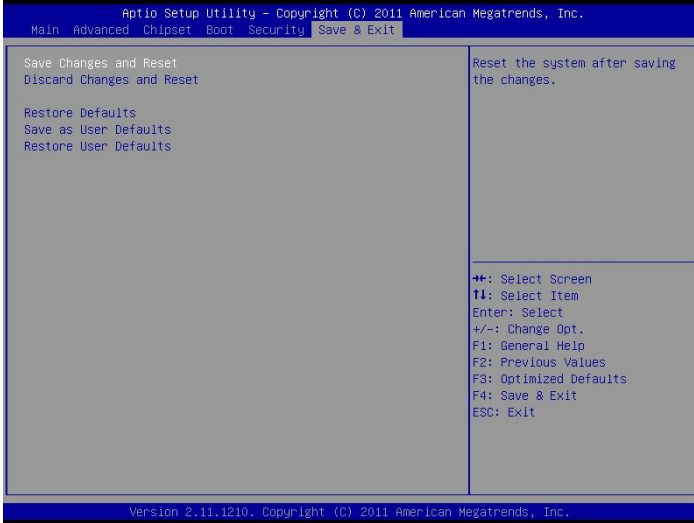 Aptio Setup Utility – Copyright (C) 2011 American Megatrends, Inc.
Main Advanced Chipset Boot Security Save & Exit
Save Changes and Reset
Discard Changes and Reset
Restore Defaults
Save as User Defaults
Restore User Defaults
Reset the system after saving
the changes.
→←: Select Screen
↑↓: Select Item
Enter: Select
+/-: Change Opt.
F1: General Help
F2: Previous Values
F3: Optimized Defaults
F4: Save & Exit
ESC: Exit
Version 2.11.1210. Copyright (C) 2011 American Megatrends, Inc.